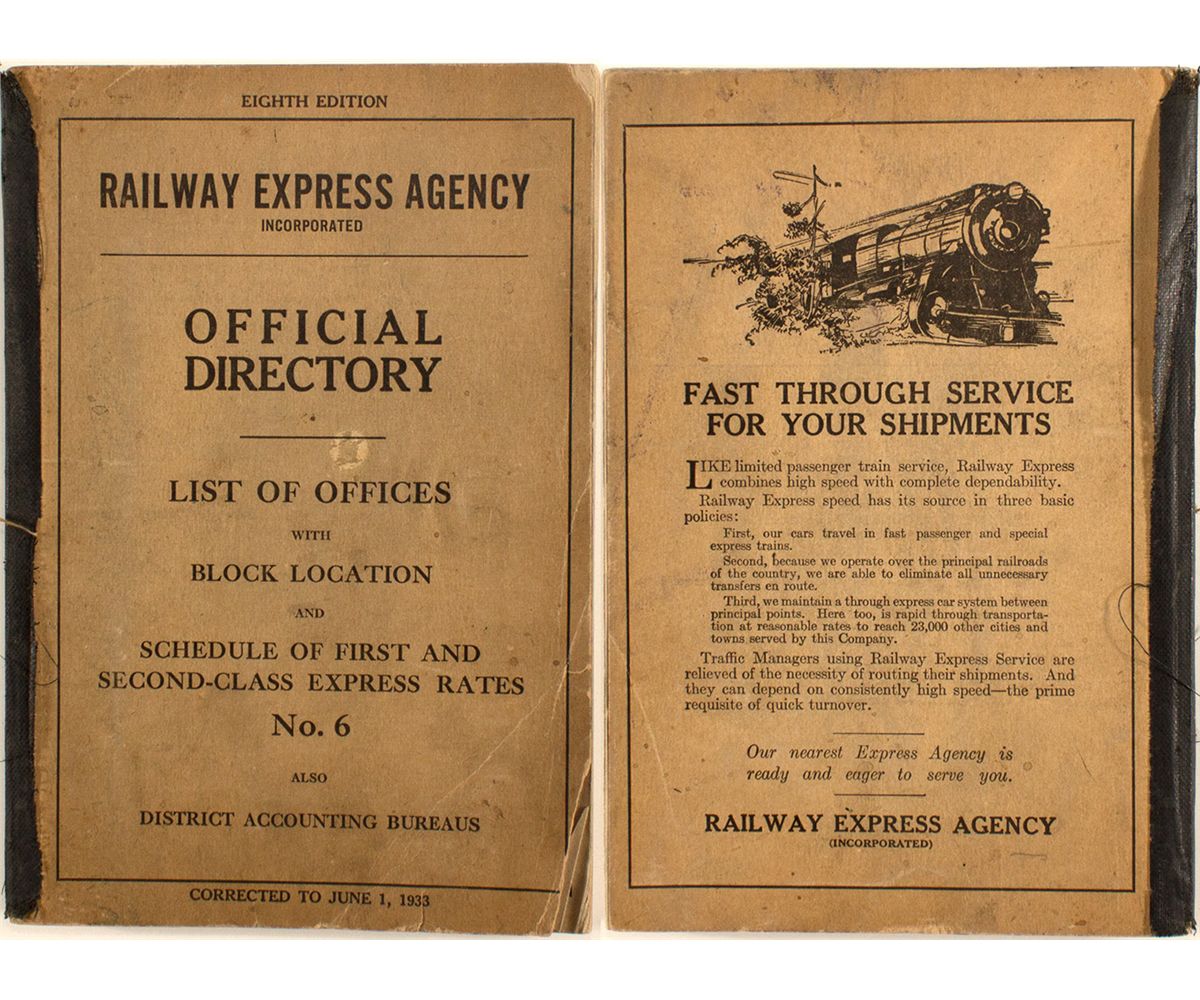 EIGHTH EDITION
RAILWAY EXPRESS AGENCY
INCORPORATED
OFFICIAL
DIRECTORY
LIST OF OFFICES
WITH
BLOCK LOCATION
AND
SCHEDULE OF FIRST AND
SECOND-CLASS EXPRESS RATES
No. 6
ALSO
DISTRICT ACCOUNTING BUREAUS
CORRECTED TO JUNE 1, 1933
FAST THROUGH SERVICE
FOR YOUR SHIPMENTS
LIKE limited passenger train service, Railway Express
combines high speed with complete dependability.
Railway Express speed has its source in three basic
policies:
First, our cars travel in fast passenger and special
express trains.
Second, because we operate over the principal railroads
of the country, we are able to eliminate all unnecessary
transfers en route.
Third, we maintain a through express car system between
principal points. Here too, is rapid through transporta-
tion at reasonable rates to reach 23,000 other cities and
towns served by this Company.
Traffic Managers using Railway Express Service are
relieved of the necessity of routing their shipments. And
they can depend on consistently high speed—the prime
requisite of quick turnover.
Our nearest Express Agency is
ready and eager to serve you.
RAILWAY EXPRESS AGENCY
(INCORPORATED)